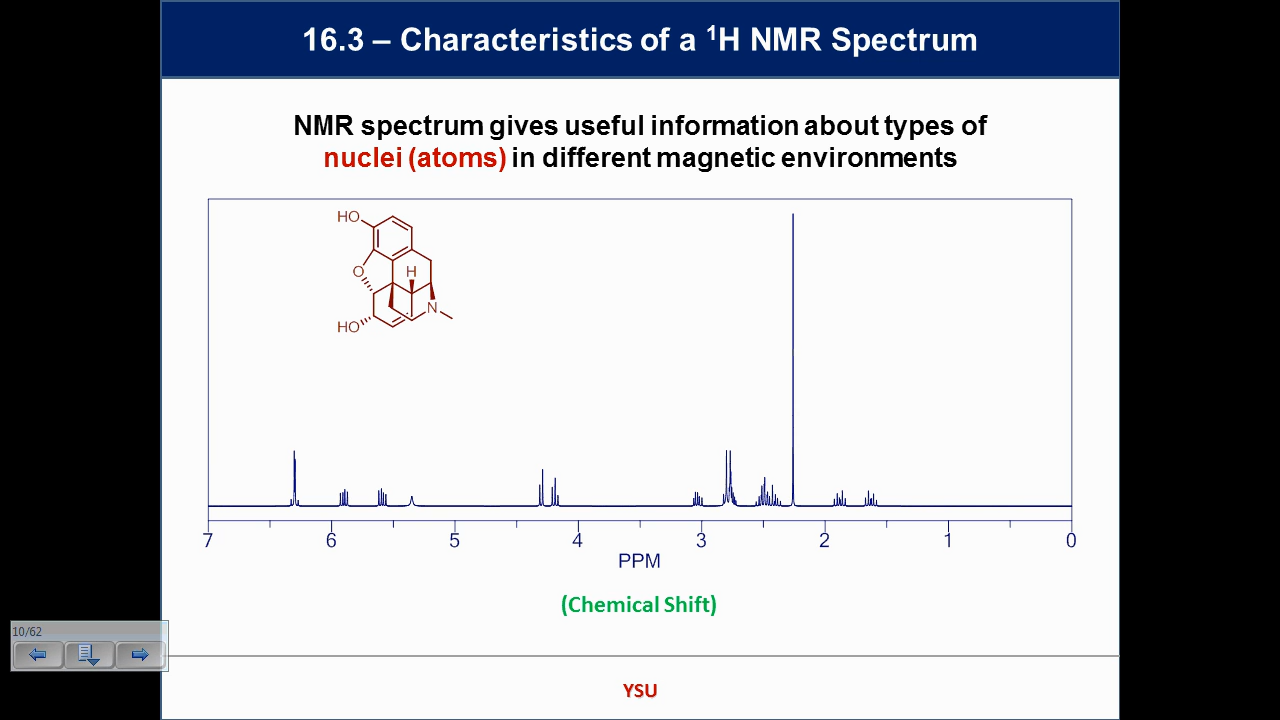 16.3 – Characteristics of a ¹H NMR Spectrum
NMR spectrum gives useful information about types of
nuclei (atoms) in different magnetic environments
HO
O
H
N
HO
7 6 5 4 3 2 1 0
PPM
(Chemical Shift)
10/62
YSU